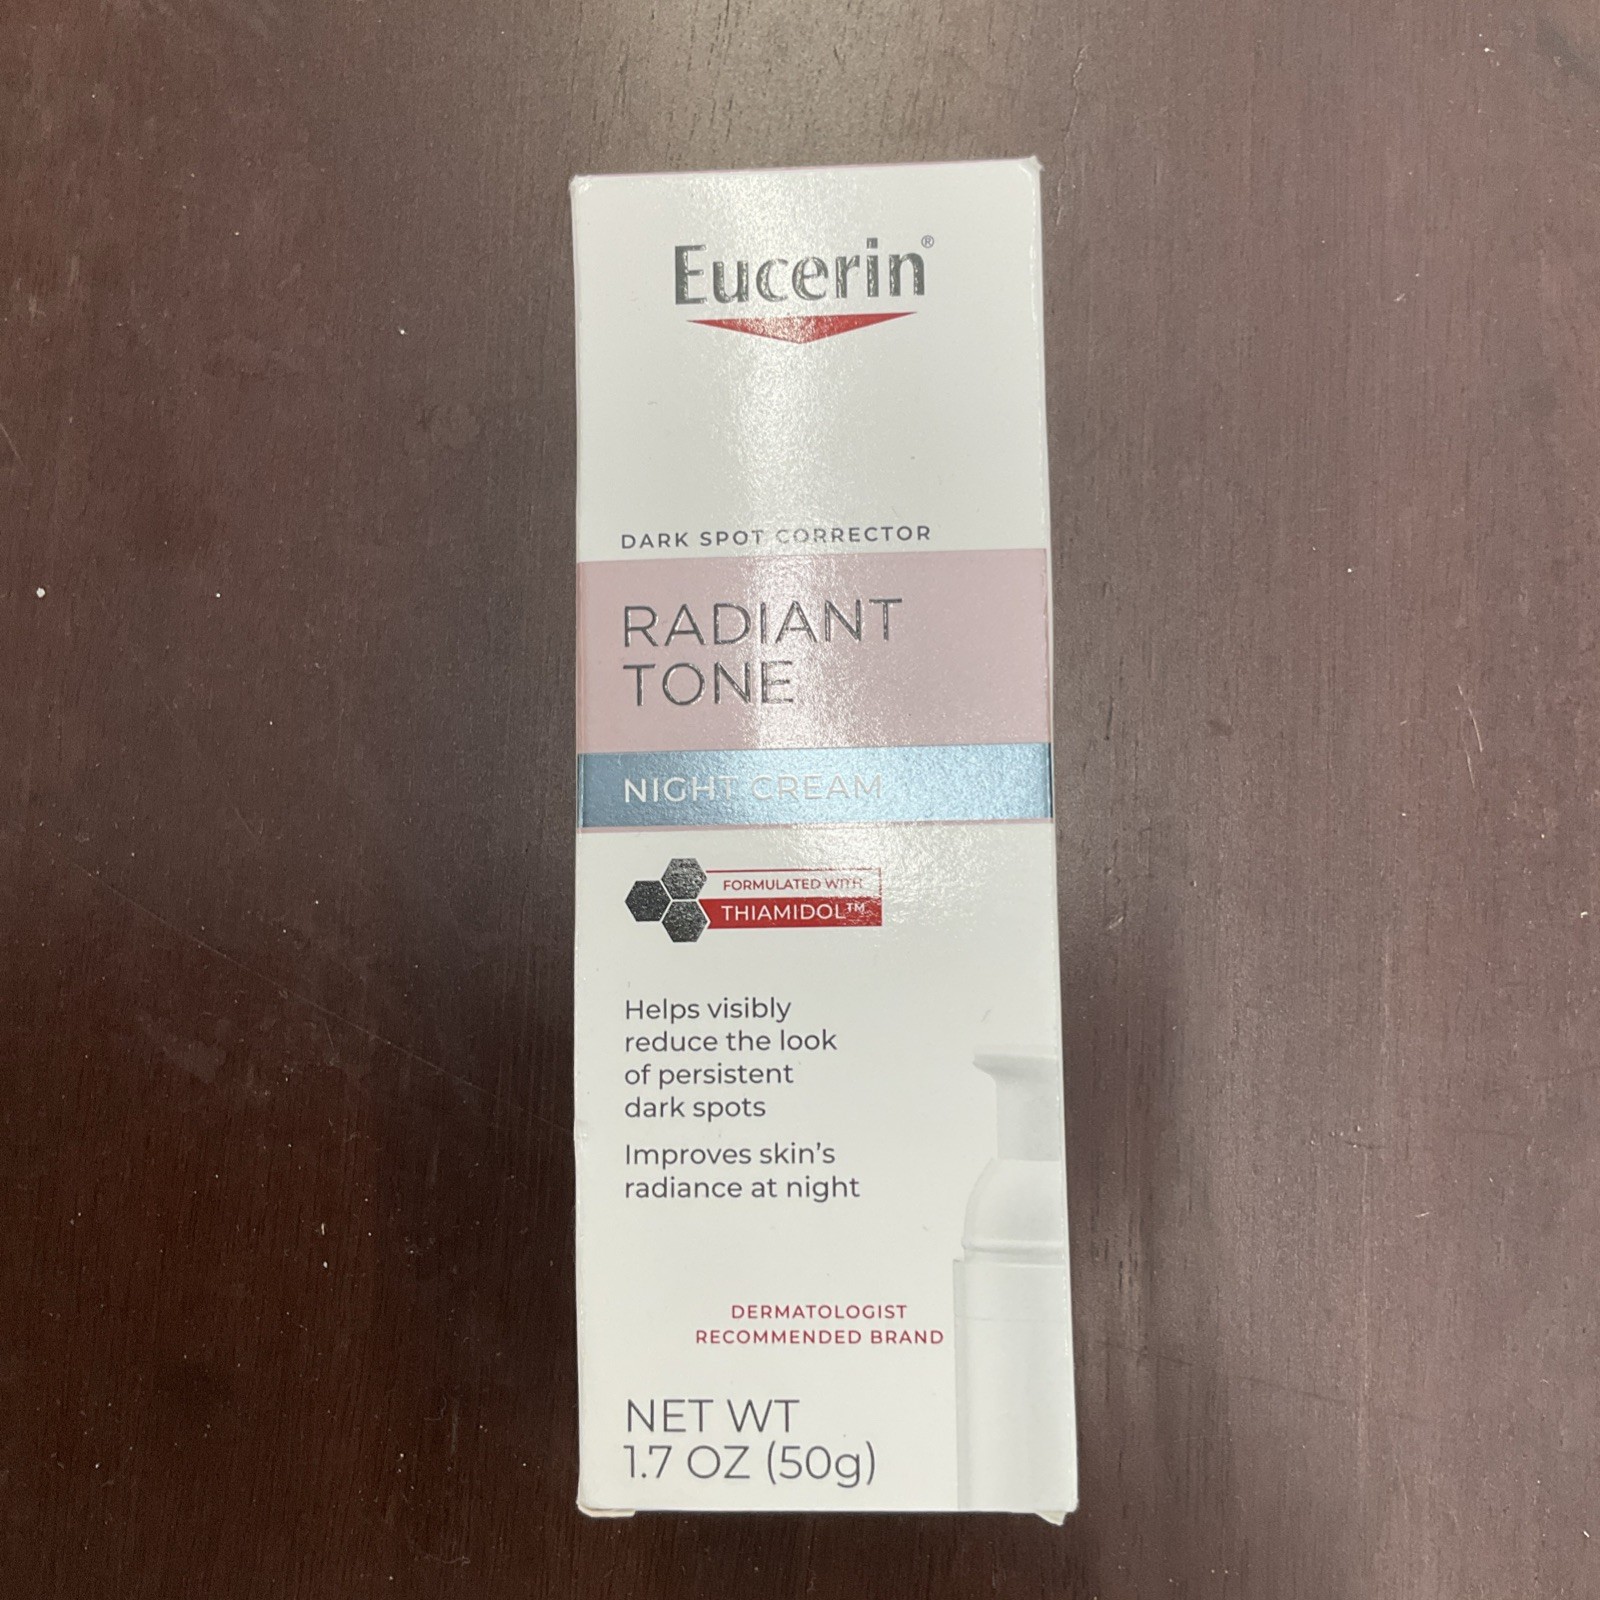 Eucerin®
DARK SPOT CORRECTOR
RADIANT
TONE
NIGHT CREAM
FORMULATED WITH
THIAMIDOL™
Helps visibly
reduce the look
of persistent
dark spots
Improves skin's
radiance at night
DERMATOLOGIST
RECOMMENDED BRAND
NET WT
1.7 OZ (50g)